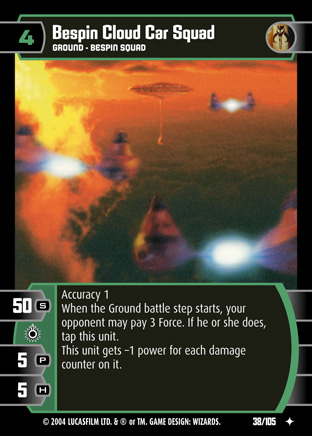 4
Bespin Cloud Car Squad
GROUND • BESPIN SQUAD
50 S
Accuracy 1
When the Ground battle step starts, your
opponent may pay 3 Force. If he or she does,
tap this unit.
5 P
This unit gets –1 power for each damage
counter on it.
5 H
© 2004 LUCASFILM LTD. & ® or TM. GAME DESIGN: WIZARDS.
38/105